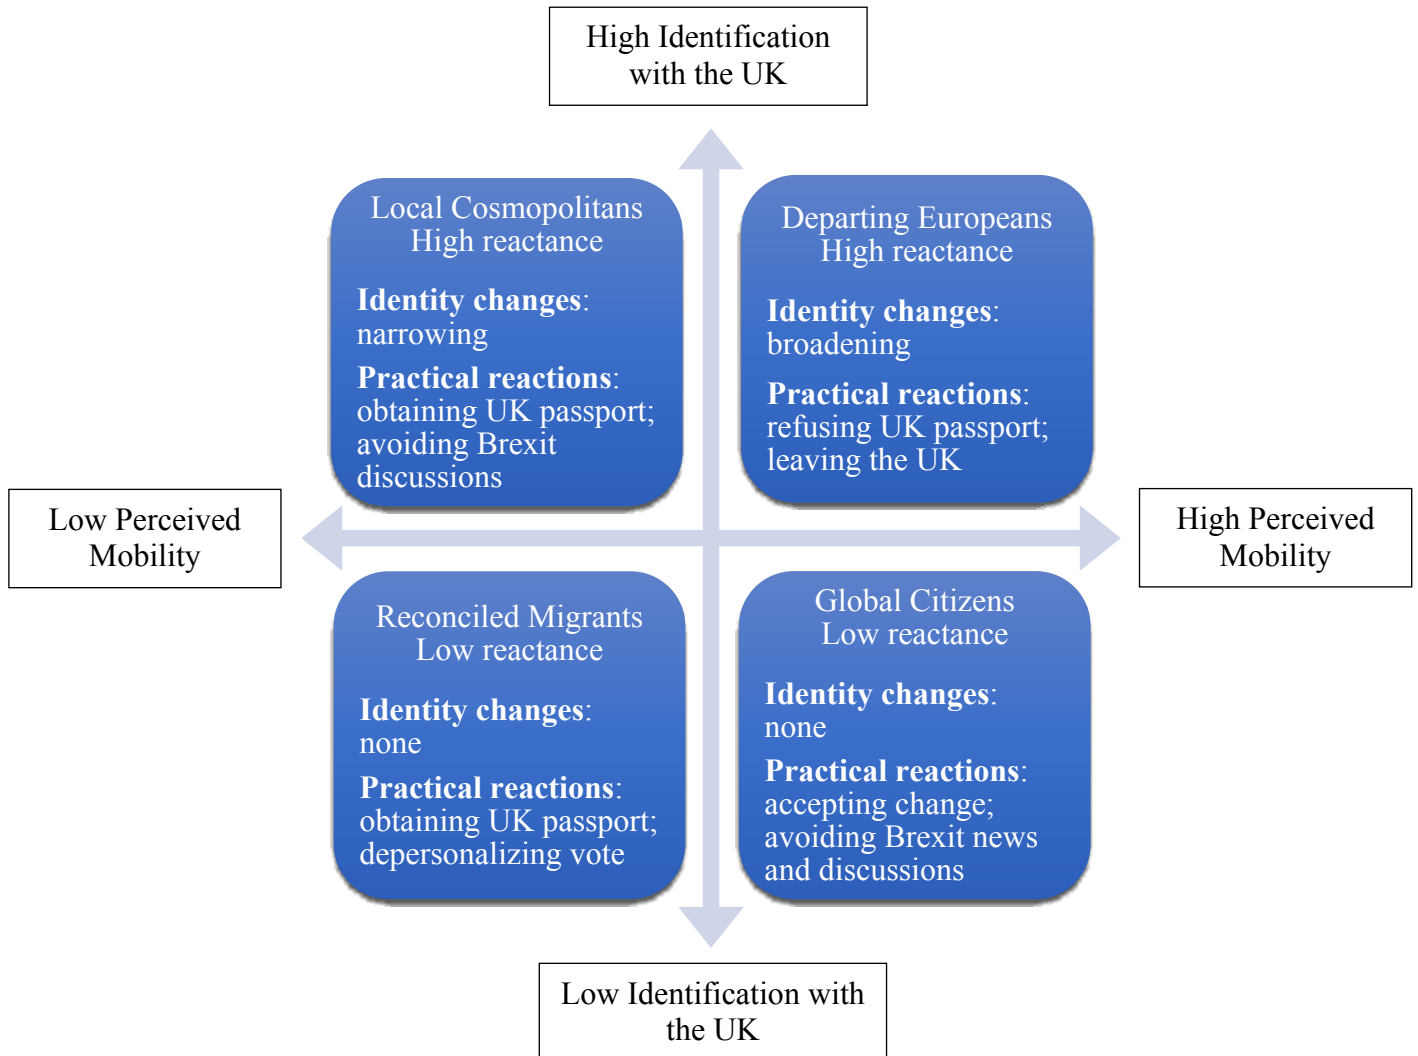 High Identification
with the UK
Local Cosmopolitans
High reactance
Identity changes:
narrowing
Practical reactions:
obtaining UK passport;
avoiding Brexit
discussions
Departing Europeans
High reactance
Identity changes:
broadening
Practical reactions:
refusing UK passport;
leaving the UK
Low Perceived
Mobility
High Perceived
Mobility
Reconciled Migrants
Low reactance
Identity changes:
none
Practical reactions:
obtaining UK passport;
depersonalizing vote
Global Citizens
Low reactance
Identity changes:
none
Practical reactions:
accepting change;
avoiding Brexit news
and discussions
Low Identification with
the UK